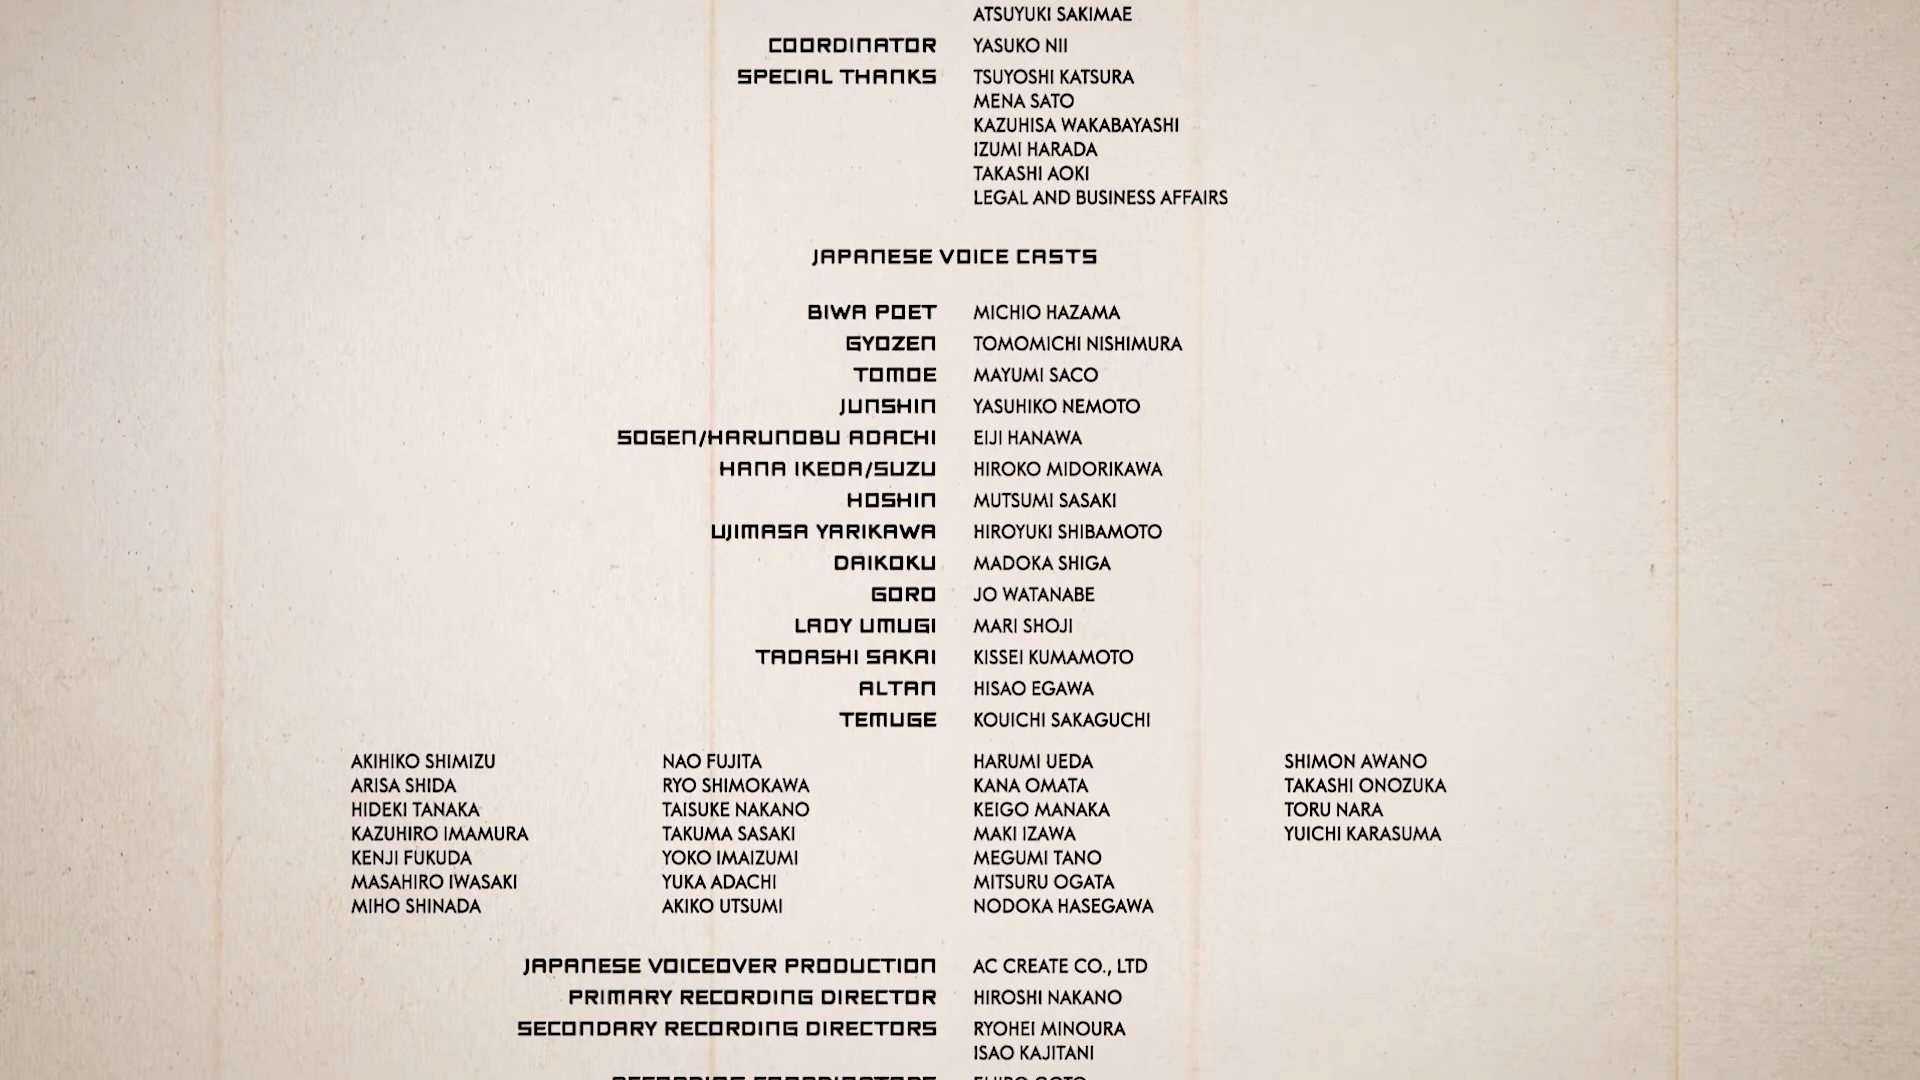 ATSUYUKI SAKIMAE
COORDINATOR YASUKO NII
SPECIAL THANKS TSUYOSHI KATSURA
MENA SATO
KAZUHISA WAKABAYASHI
IZUMI HARADA
TAKASHI AOKI
LEGAL AND BUSINESS AFFAIRS
JAPANESE VOICE CASTS
BIWA POET MICHIO HAZAMA
GYOZEN TOMOMICHI NISHIMURA
TOMOE MAYUMI SACO
JUNSHIN YASUHIKO NEMOTO
SOGEN/HARUNOBU ADACHI EIJI HANAWA
HANA IKEDA/SUZU HIROKO MIDORIKAWA
HOSHIN MUTSUMI SASAKI
UJIMASA YARIKAWA HIROYUKI SHIBAMOTO
DAIKOKU MADOKA SHIGA
GORO JO WATANABE
LADY UMUGI MARI SHOJI
TADASHI SAKAI KISSEI KUMAMOTO
ALTAN HISAO EGAWA
TEMUGE KOUICHI SAKAGUCHI
AKIHIKO SHIMIZU NAO FUJITA HARUMI UEDA SHIMON AWANO
ARISA SHIDA RYO SHIMOKAWA KANA OMATA TAKASHI ONOZUKA
HIDEKI TANAKA TAISUKE NAKANO KEIGO MANAKA TORU NARA
KAZUHIRO IMAMURA TAKUMA SASAKI MAKI IZAWA YUICHI KARASUMA
KENJI FUKUDA YOKO IMAIZUMI MEGUMI TANO
MASAHIRO IWASAKI YUKA ADACHI MITSURU OGATA
MIHO SHINADA AKIKO UTSUMI NODOKA HASEGAWA
JAPANESE VOICEOVER PRODUCTION AC CREATE CO., LTD
PRIMARY RECORDING DIRECTOR HIROSHI NAKANO
SECONDARY RECORDING DIRECTORS RYOHEI MINOURA
ISAO KAJITANI